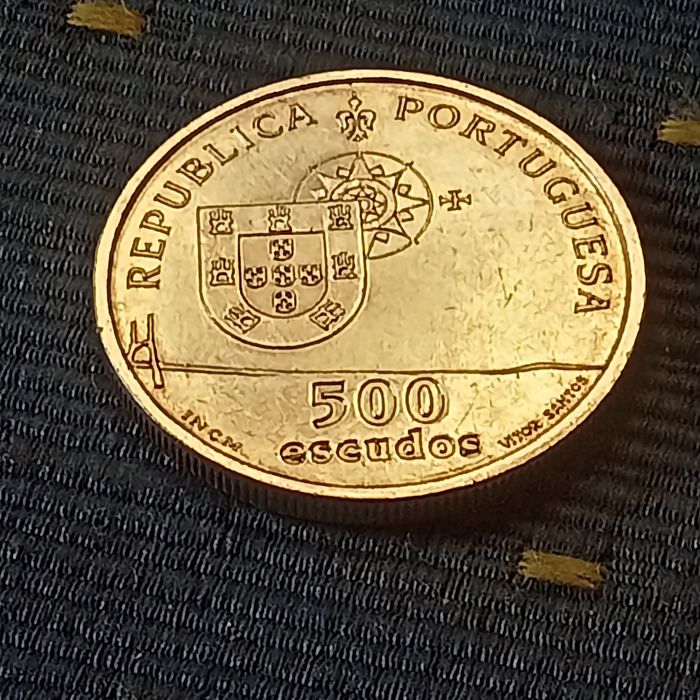 REPUBLICA PORTUGUESA
500
escudos
INCM
VITOR SANTOS